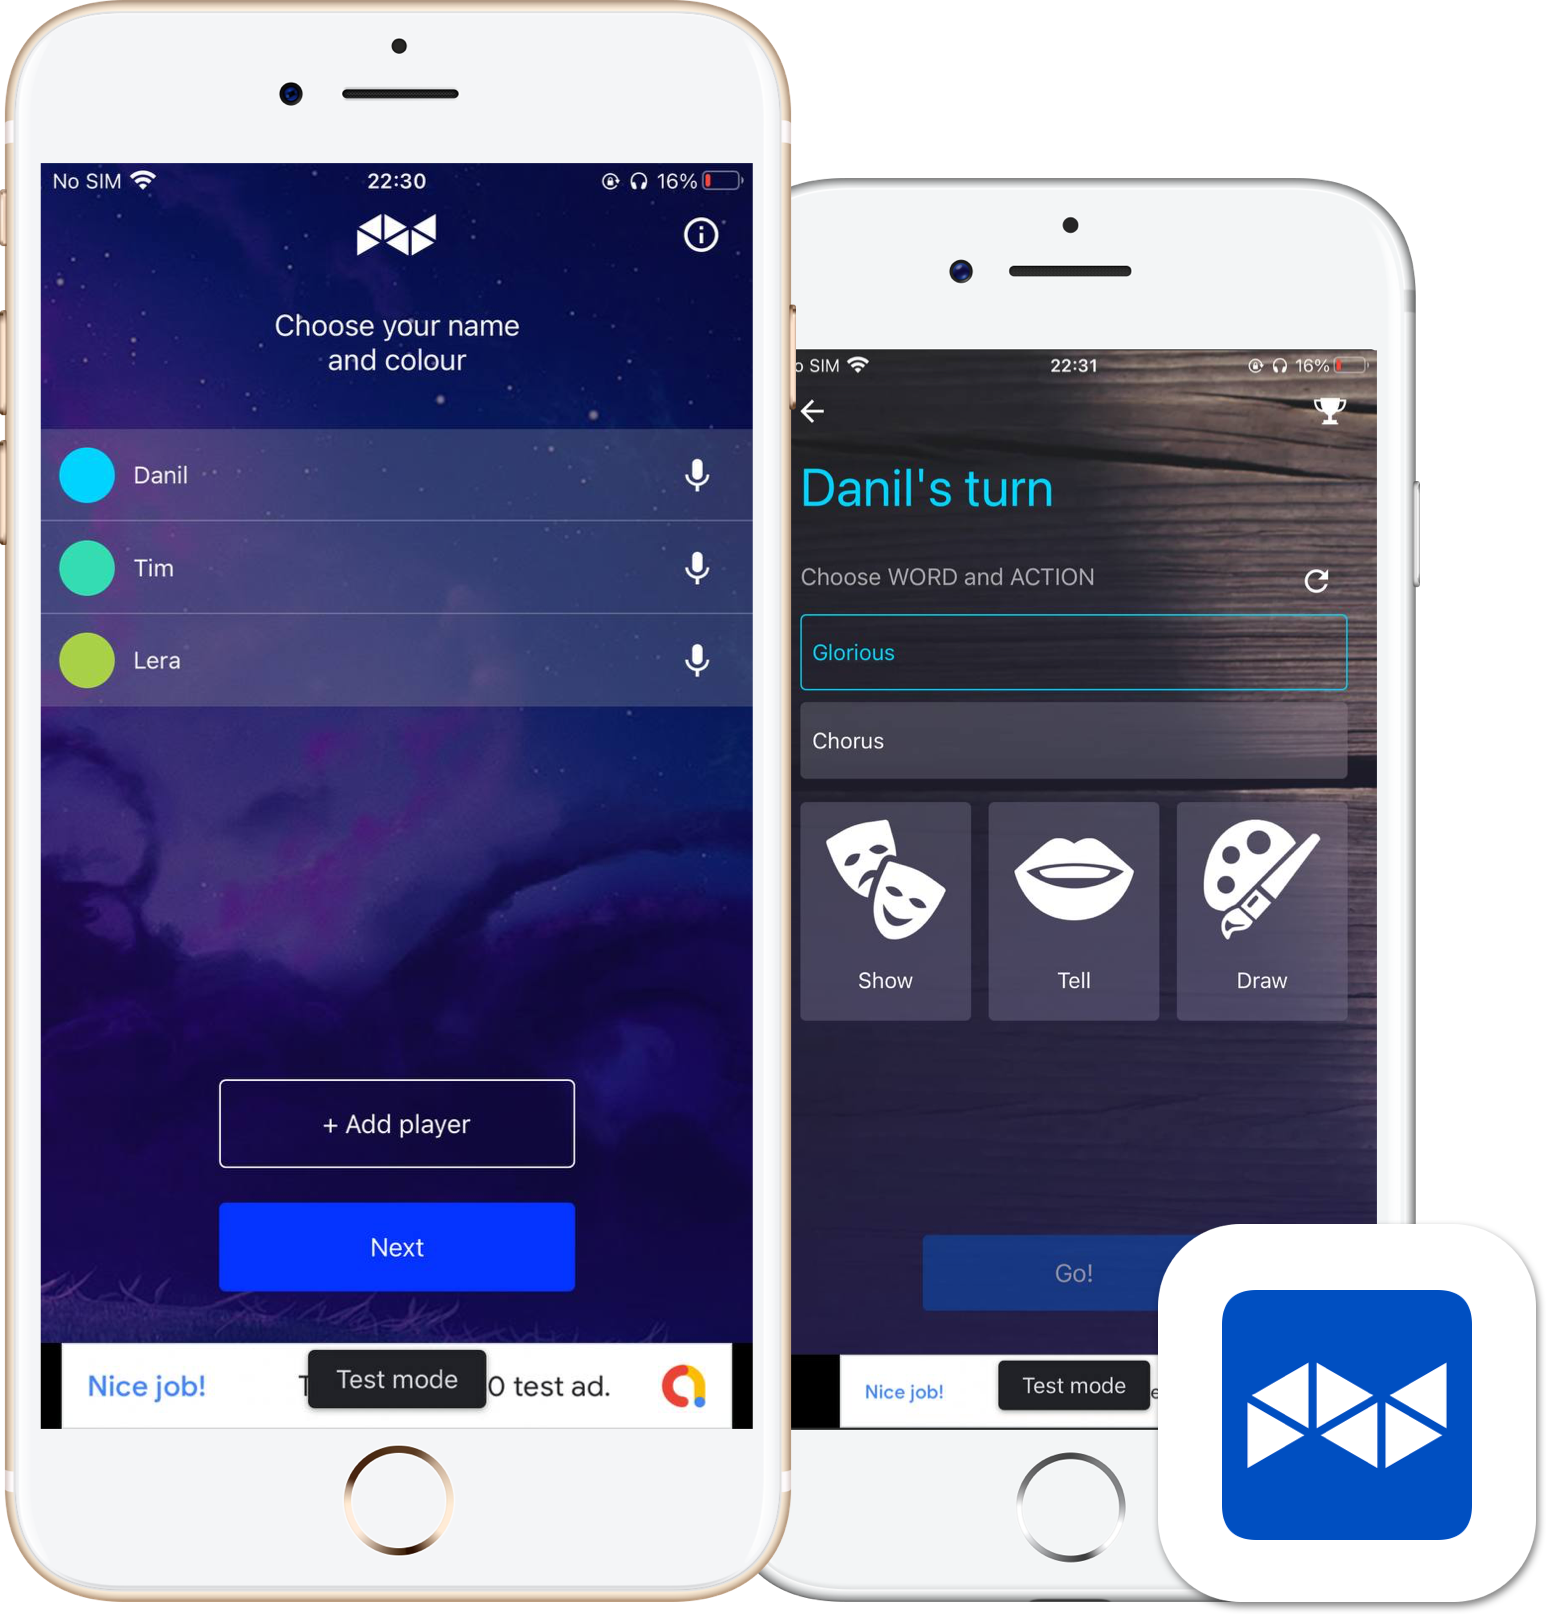 No SIM 22:30 16%
Choose your name
and colour
Danil
Tim
Lera
+ Add player
Next
Nice job! Test mode 0 test ad.
SIM 22:31 16%
Danil's turn
Choose WORD and ACTION
Glorious
Chorus
Show Tell Draw
Go!
Nice job! Test mode